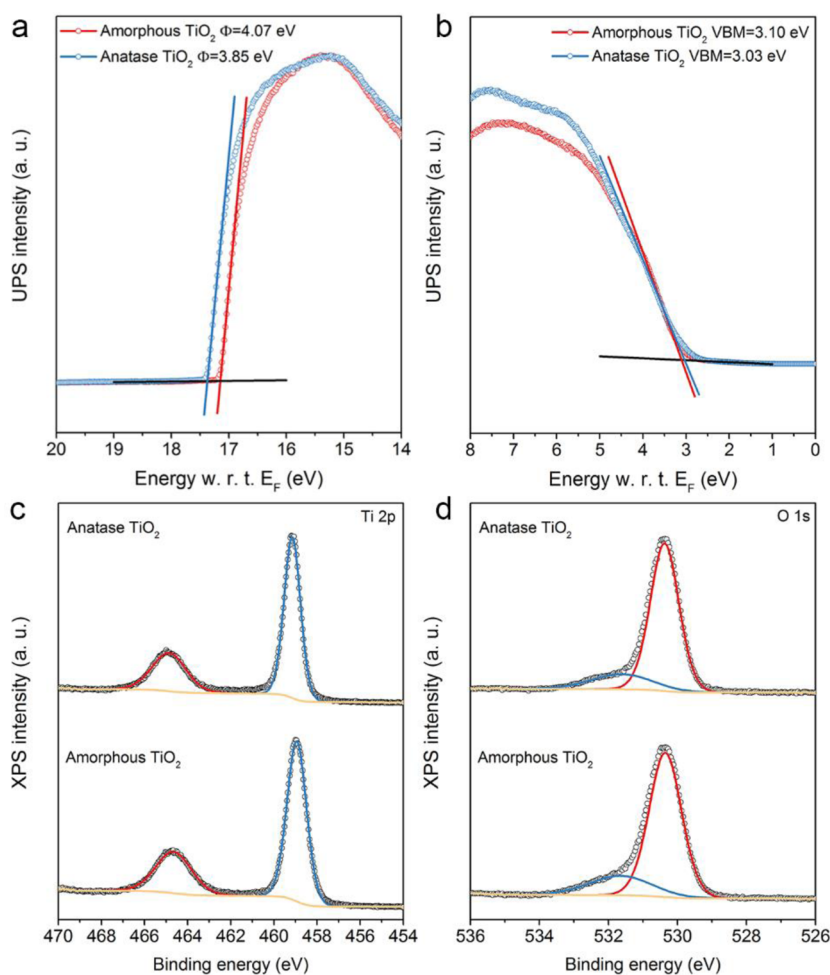 a
Amorphous TiO₂ Φ=4.07 eV
Anatase TiO₂ Φ=3.85 eV
UPS intensity (a. u.)
20 19 18 17 16 15 14
Energy w. r. t. E_F (eV)
b
Amorphous TiO₂ VBM=3.10 eV
Anatase TiO₂ VBM=3.03 eV
UPS intensity (a. u.)
8 7 6 5 4 3 2 1 0
Energy w. r. t. E_F (eV)
c
Ti 2p
Anatase TiO₂
Amorphous TiO₂
XPS intensity (a. u.)
470 468 466 464 462 460 458 456 454
Binding energy (eV)
d
O 1s
Anatase TiO₂
Amorphous TiO₂
XPS intensity (a. u.)
536 534 532 530 528 526
Binding energy (eV)